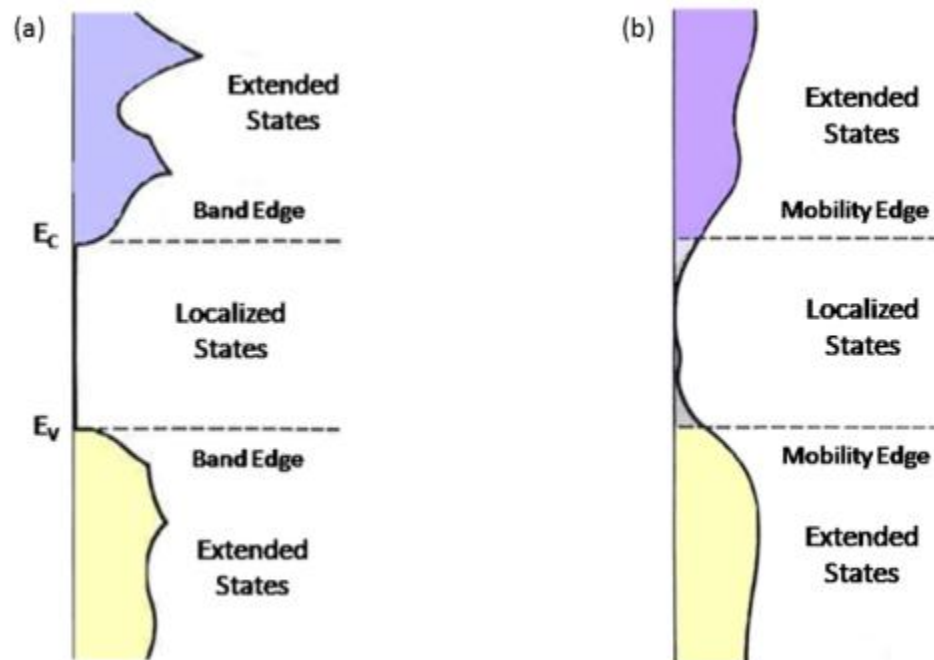 (a)
Extended
States
Band Edge
E_C
Localized
States
E_V
Band Edge
Extended
States
(b)
Extended
States
Mobility Edge
Localized
States
Mobility Edge
Extended
States